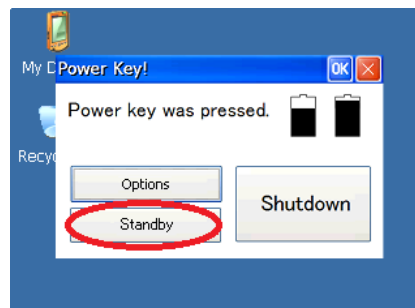 My D
Power Key!
OK
Power key was pressed.
Recyc
Options
Standby
Shutdown